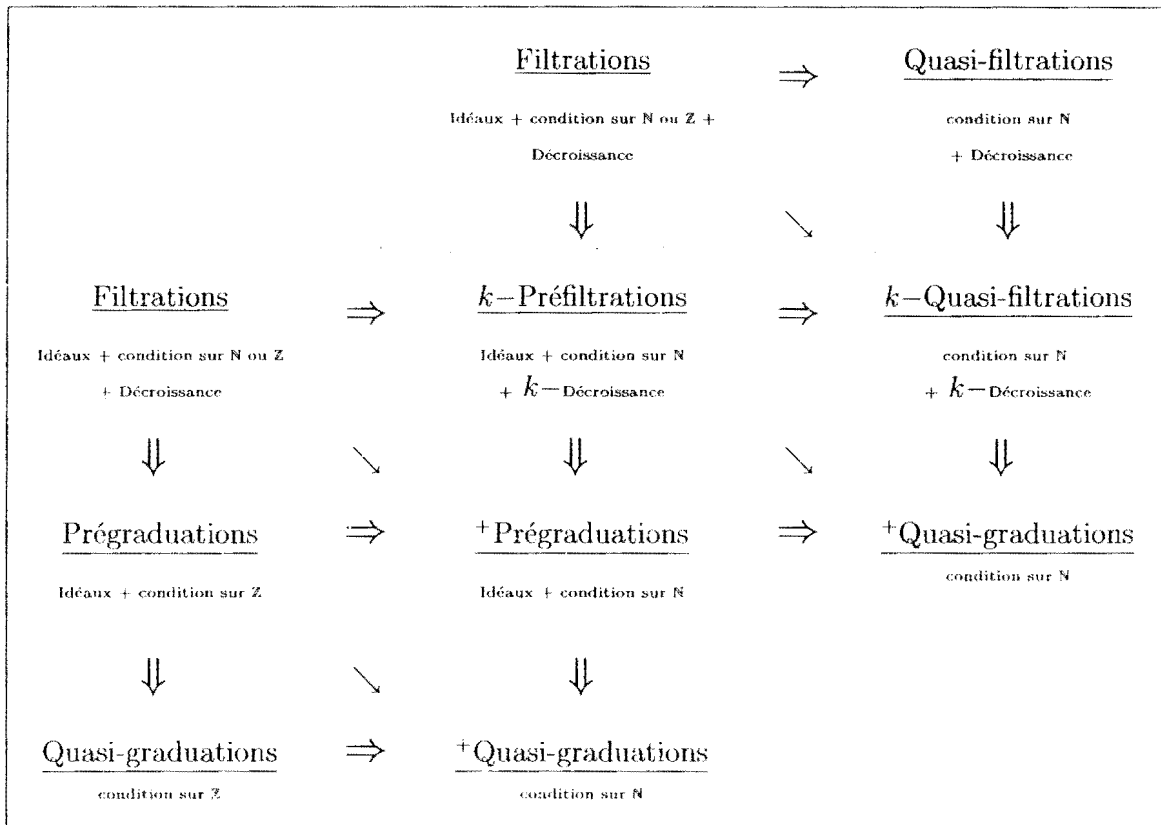 Filtrations ⇒ Quasi-filtrations
Idéaux + condition sur ℕ ou ℤ + condition sur ℕ
Décroissance + Décroissance
⇓ ↘ ⇓
Filtrations ⇒ k−Préfiltrations ⇒ k−Quasi-filtrations
Idéaux + condition sur ℕ ou ℤ Idéaux + condition sur ℕ condition sur ℕ
+ Décroissance + k−Décroissance + k−Décroissance
⇓ ↘ ⇓ ↘ ⇓
Prégraduations ⇒ +Prégraduations ⇒ +Quasi-graduations
Idéaux + condition sur ℤ Idéaux + condition sur ℕ condition sur ℕ
⇓ ↘ ⇓
Quasi-graduations ⇒ +Quasi-graduations
condition sur ℤ condition sur ℕ